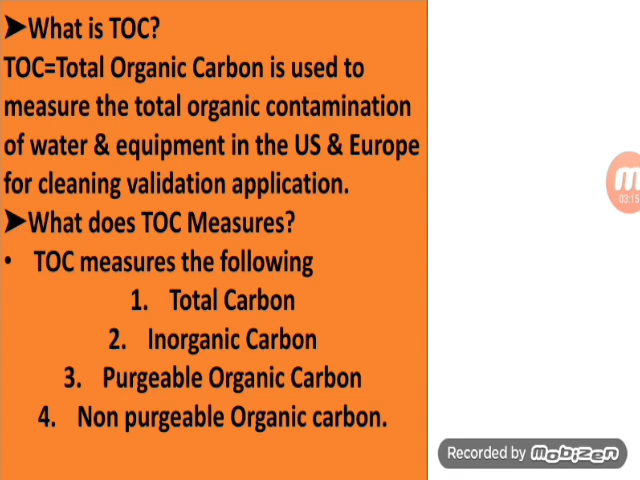 ➤What is TOC?
TOC=Total Organic Carbon is used to
measure the total organic contamination
of water & equipment in the US & Europe
for cleaning validation application.
➤What does TOC Measures?
• TOC measures the following
1. Total Carbon
2. Inorganic Carbon
3. Purgeable Organic Carbon
4. Non purgeable Organic carbon.
03:15
Recorded by mobizen